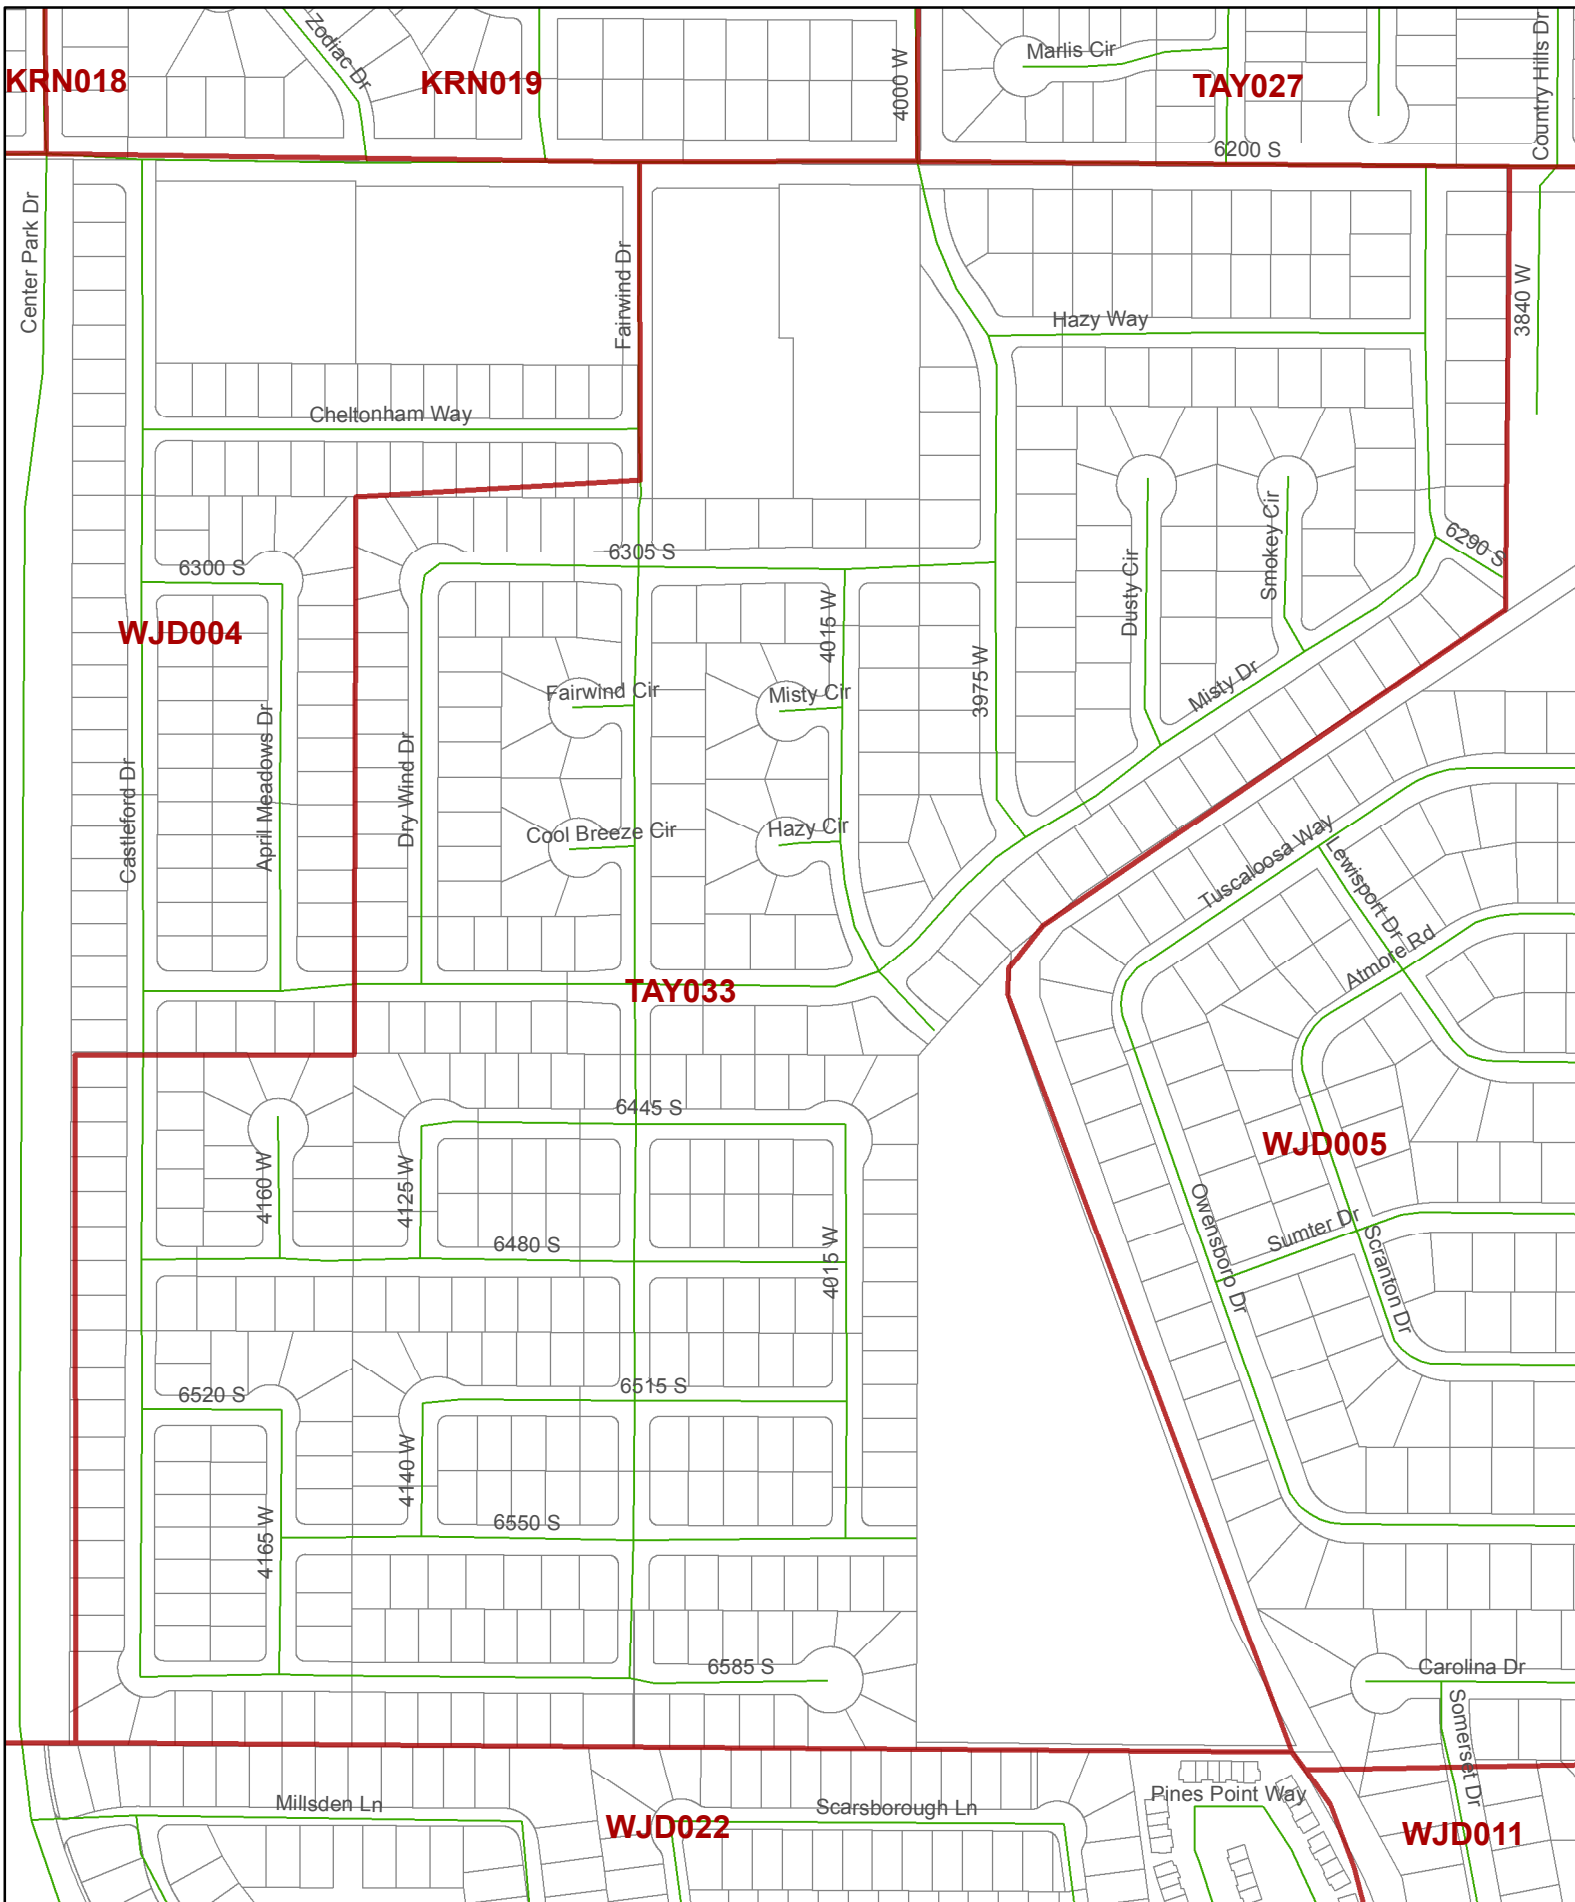 Zodiac Dr
4000 W
Marlis Cir
Country Hills Dr
KRN018
KRN019
TAY027
6200 S
Center Park Dr
Fairwind Dr
3840 W
Hazy Way
Cheltonham Way
6300 S
6305 S
Dusty Cir
Smokey Cir
6290 S
WJD004
4015 W
3975 W
Misty Dr
Fairwind Cir
Misty Cir
Castleford Dr
April Meadows Dr
Dry Wind Dr
Cool Breeze Cir
Hazy Cir
Tuscaloosa Way
Lewisport Dr
Atmore Rd
TAY033
6445 S
WJD005
4160 W
4125 W
6480 S
4015 W
Owensboro Dr
Sumter Dr
Scranton Dr
6520 S
6515 S
4140 W
4165 W
6550 S
6585 S
Carolina Dr
Somerset Dr
Millsden Ln
Scarsborough Ln
Pines Point Way
WJD022
WJD011